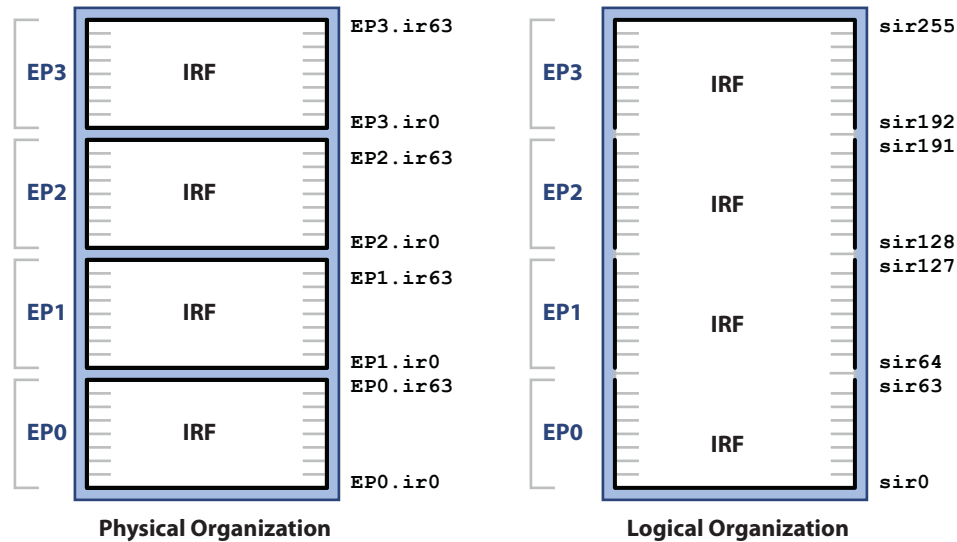 EP3.ir63
EP3
IRF
EP3.ir0
EP2.ir63
EP2
IRF
EP2.ir0
EP1.ir63
EP1
IRF
EP1.ir0
EP0.ir63
EP0
IRF
EP0.ir0
Physical Organization
sir255
EP3
IRF
sir192
sir191
EP2
IRF
sir128
sir127
EP1
IRF
sir64
sir63
EP0
IRF
sir0
Logical Organization